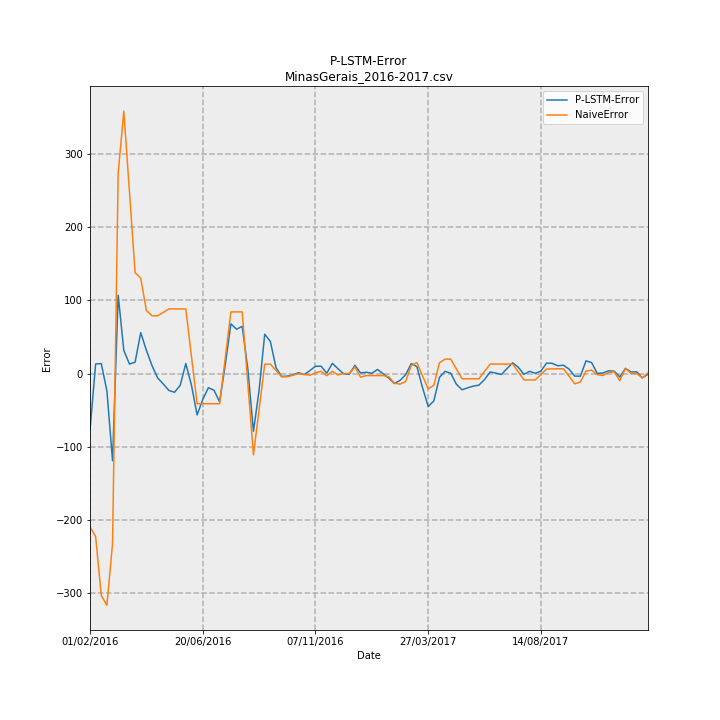 P-LSTM-Error
MinasGerais_2016-2017.csv
P-LSTM-Error
NaiveError
300
200
100
0
−100
−200
−300
Error
01/02/2016 20/06/2016 07/11/2016 27/03/2017 14/08/2017
Date